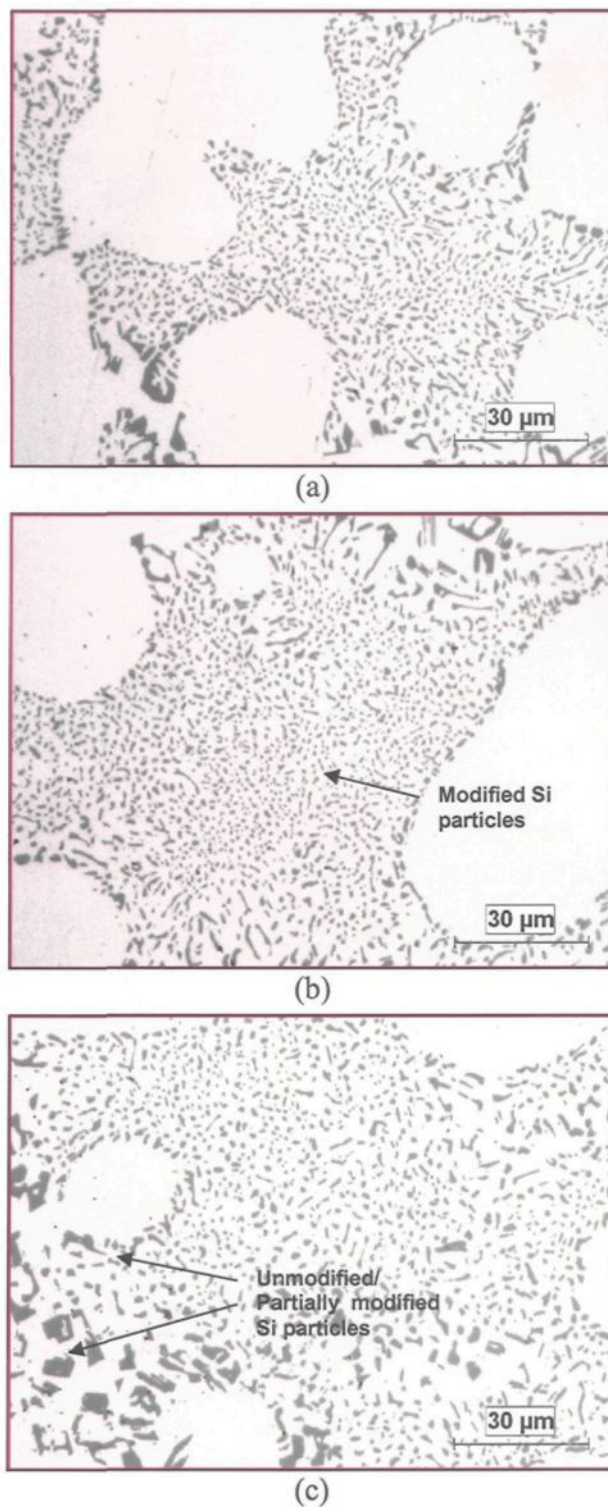 30 µm
(a)
Modified Si
particles
30 µm
(b)
Unmodified/
Partially modified
Si particles
30 µm
(c)